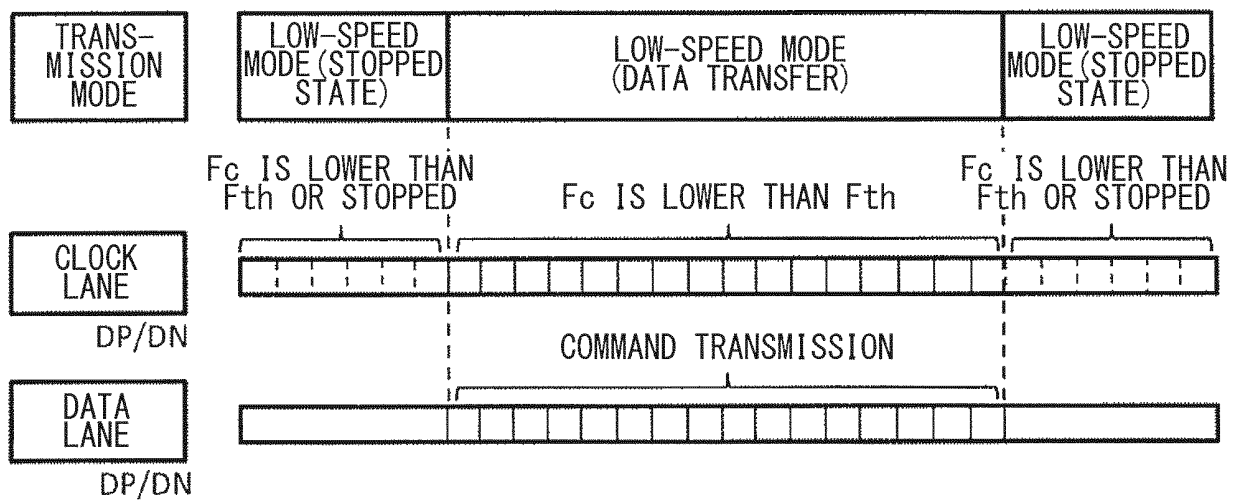 TRANS-
MISSION
MODE
LOW-SPEED
MODE(STOPPED
STATE)
LOW-SPEED MODE
(DATA TRANSFER)
LOW-SPEED
MODE(STOPPED
STATE)
Fc IS LOWER THAN
Fth OR STOPPED
Fc IS LOWER THAN Fth
Fc IS LOWER THAN
Fth OR STOPPED
CLOCK
LANE
DP/DN
COMMAND TRANSMISSION
DATA
LANE
DP/DN